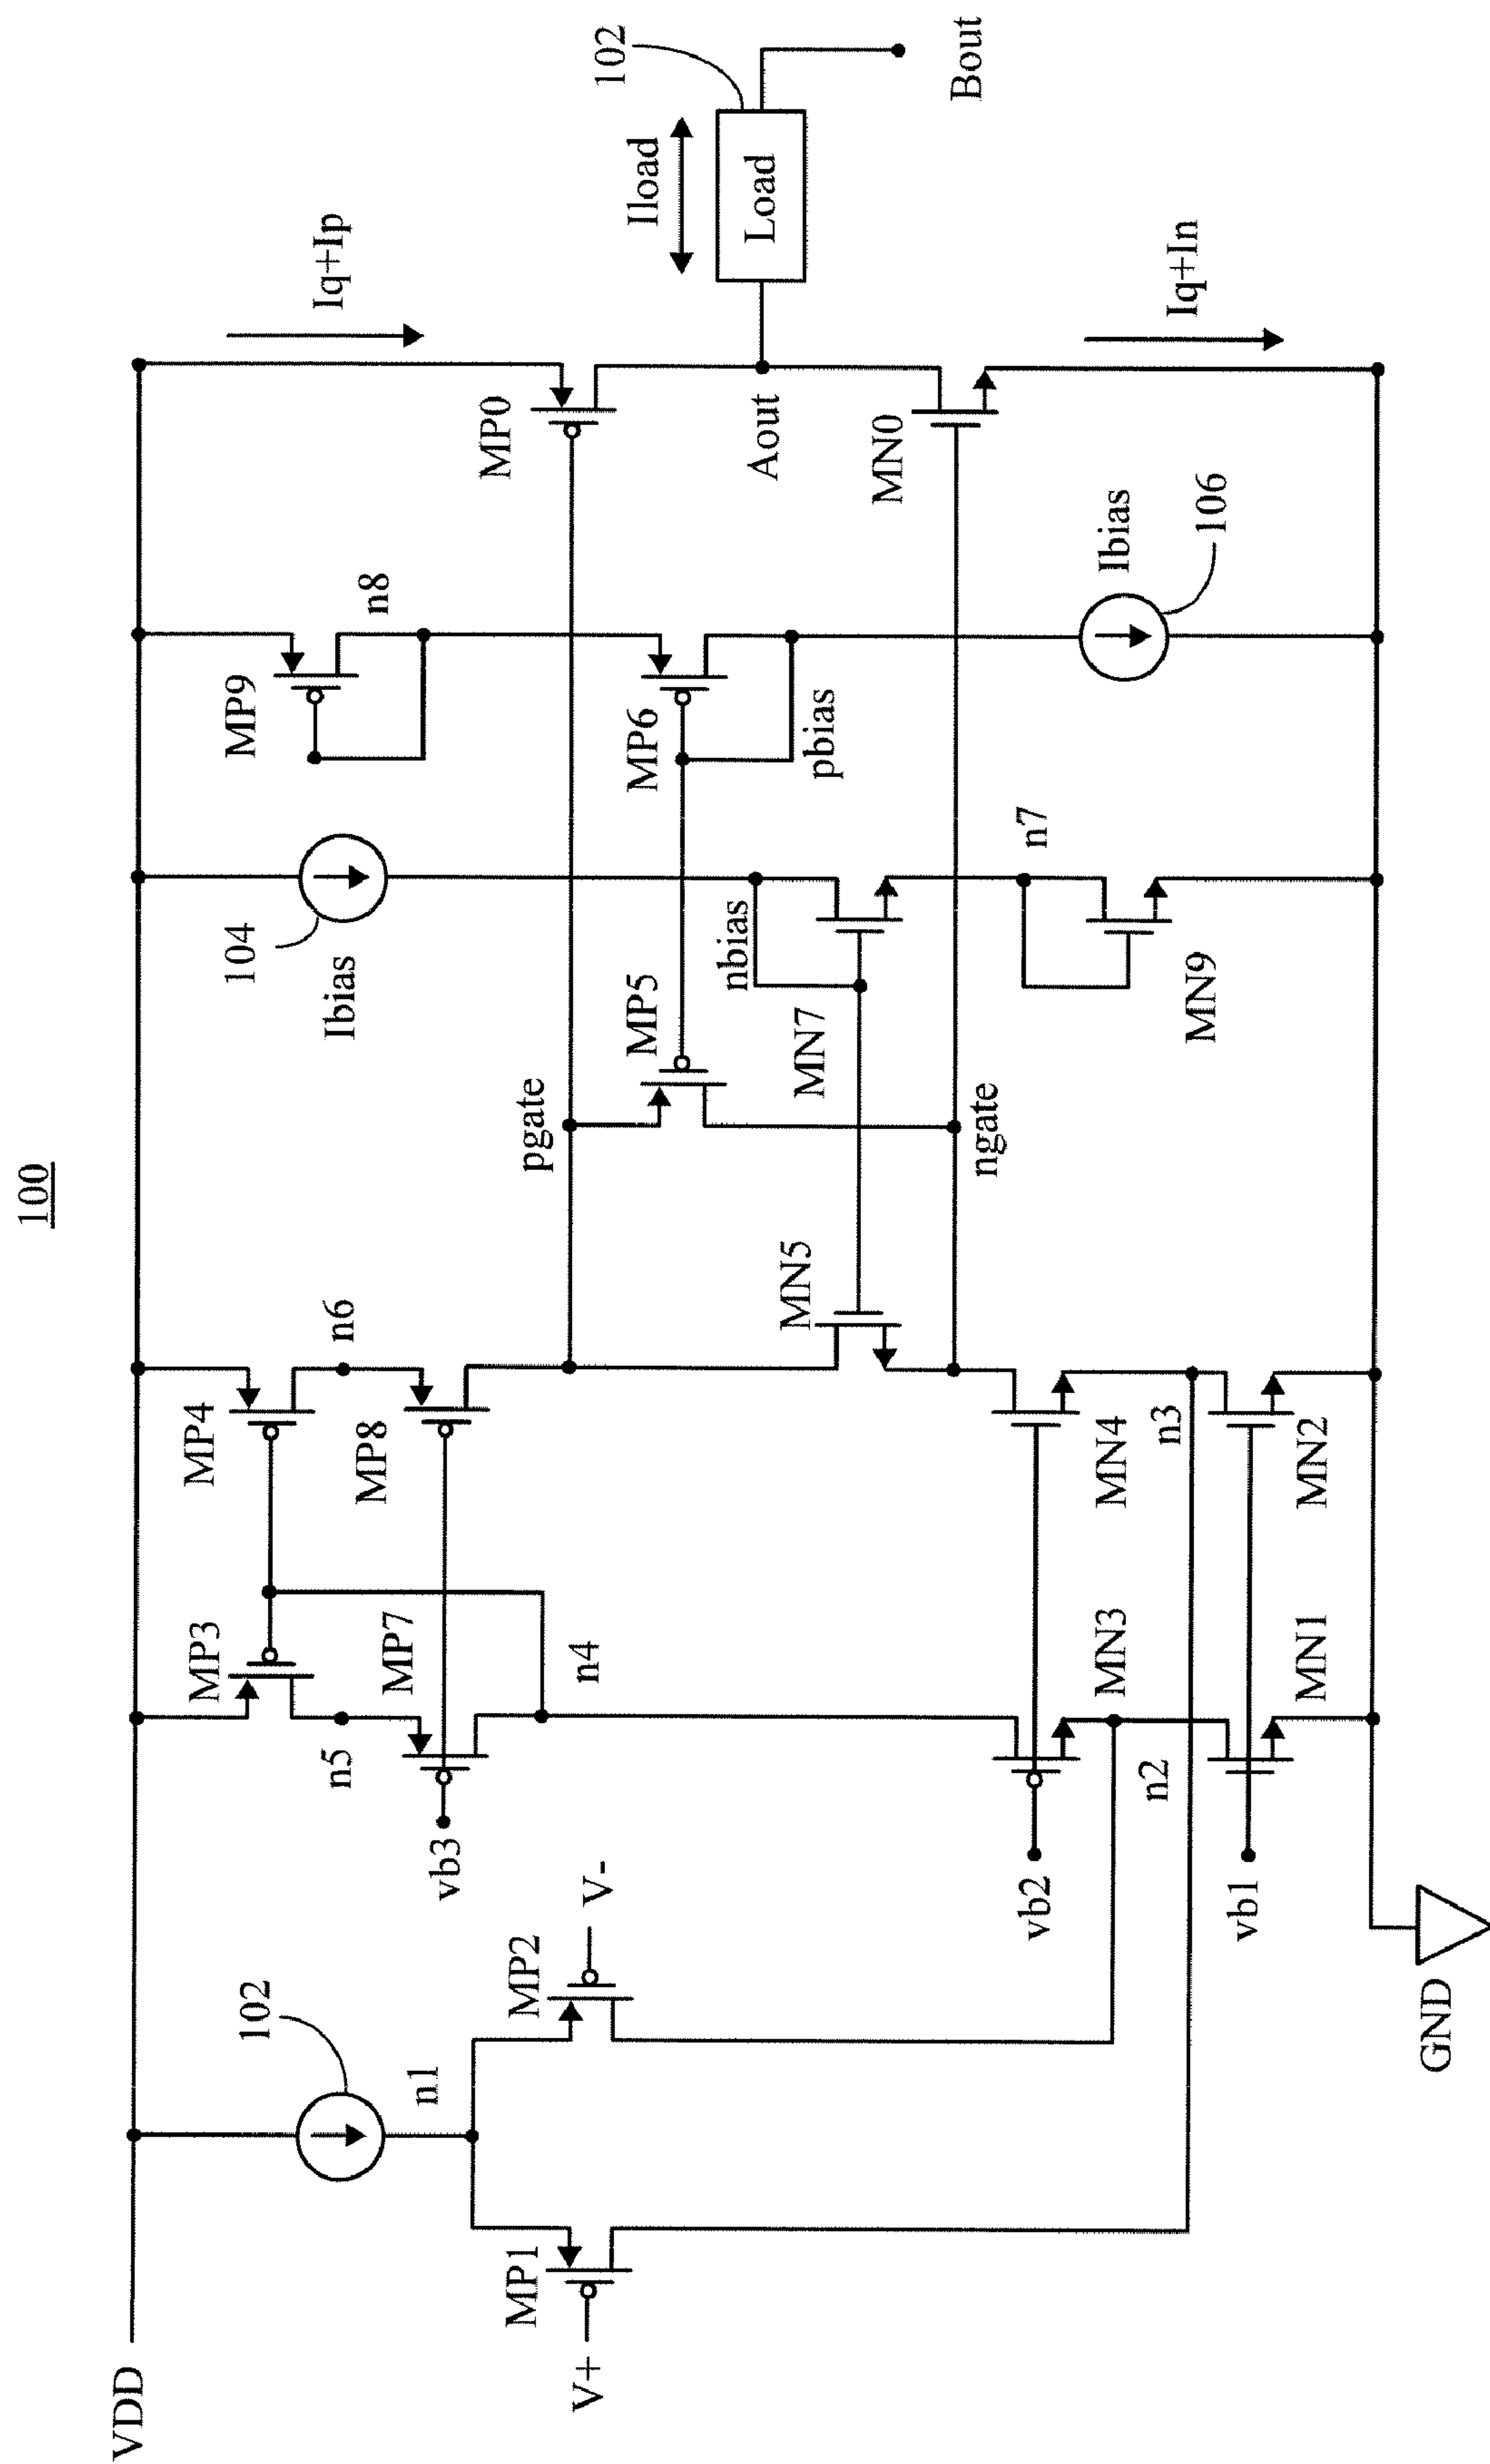 100
VDD
102
n1
MP1
V+
MP2
V-
MP3
n5
MP7
vb3
n4
MP4
n6
MP8
pgate
MP5
MN5
nbias
MN7
ngate
104
Ibias
n7
MN9
MP9
n8
MP6
pbias
Ibias
106
MP0
Iq+Ip
Aout
MN0
Iq+In
Iload
Load
102
Bout
vb2
MN3
n2
vb1
MN1
MN4
n3
MN2
GND